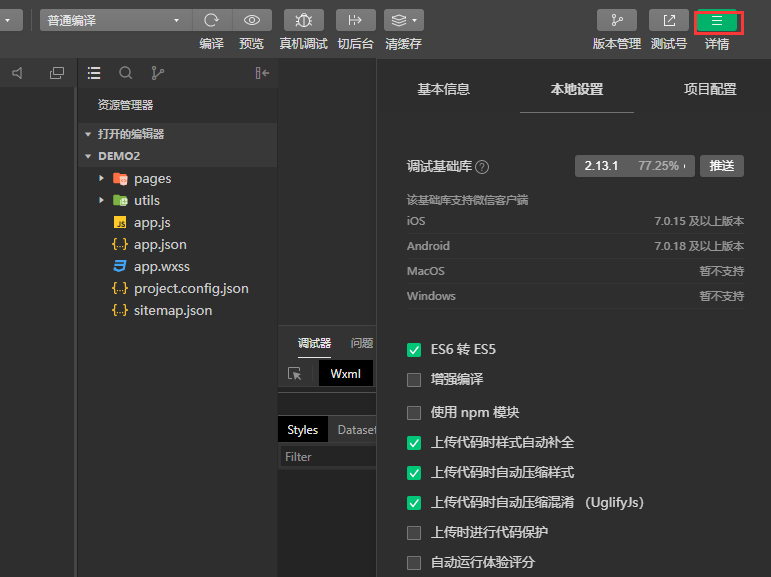 普通编译
编译 预览 真机调试 切后台 清缓存 版本管理 测试号 详情
资源管理器
打开的编辑器
DEMO2
pages
utils
app.js
app.json
app.wxss
project.config.json
sitemap.json
调试器 问题
Wxml
Styles Dataset
Filter
基本信息 本地设置 项目配置
调试基础库 ? 2.13.1 77.25% 推送
该基础库支持微信客户端
iOS 7.0.15 及以上版本
Android 7.0.18 及以上版本
MacOS 暂不支持
Windows 暂不支持
ES6 转 ES5
增强编译
使用 npm 模块
上传代码时样式自动补全
上传代码时自动压缩样式
上传代码时自动压缩混淆 （UglifyJs）
上传时进行代码保护
自动运行体验评分